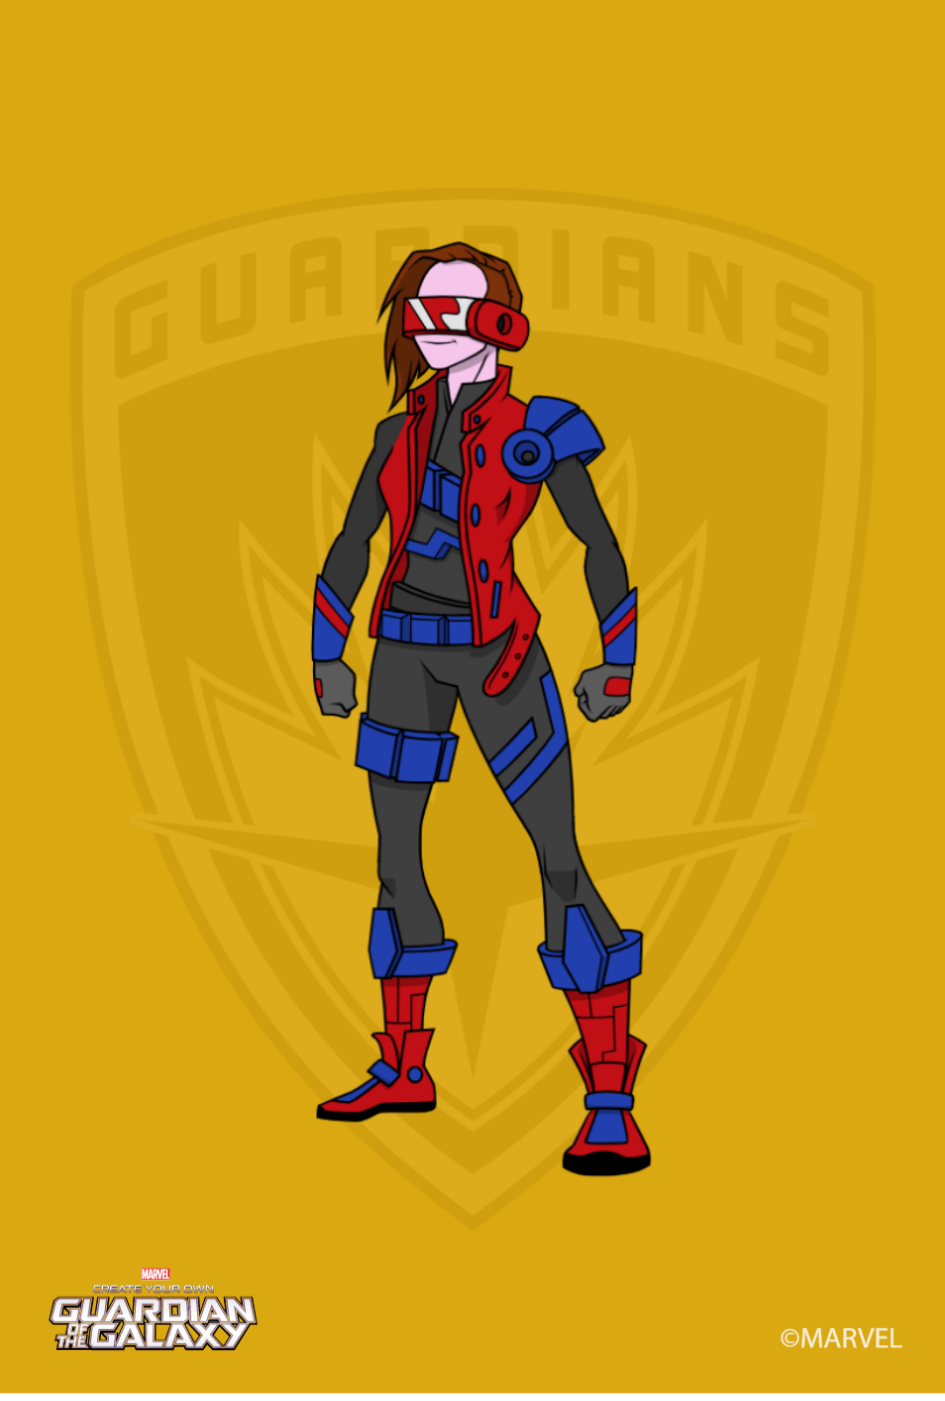 GUARDIANS
MARVEL
CREATE YOUR OWN
GUARDIAN
OF THE GALAXY
©MARVEL